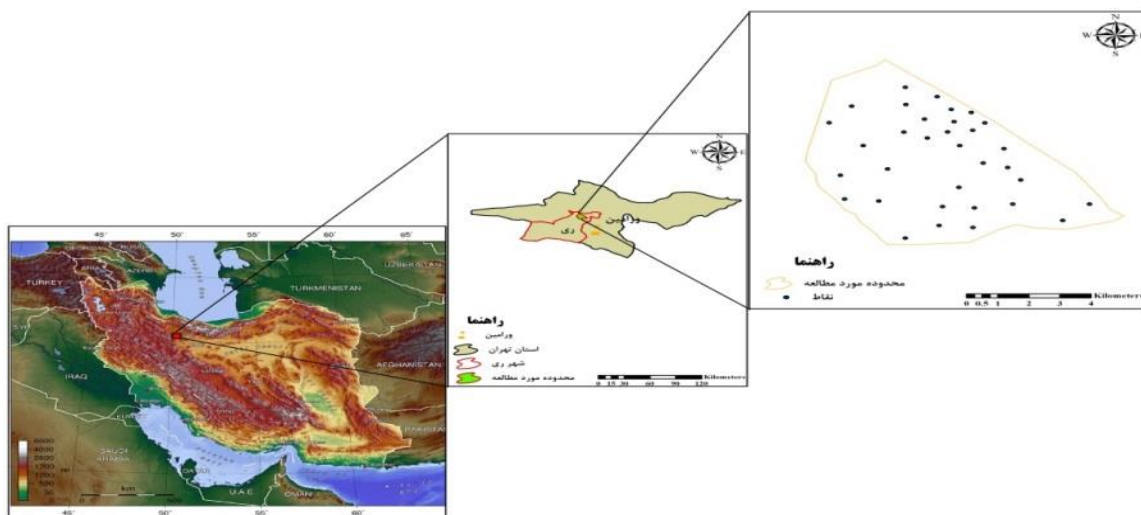 N
W
S
راهنما
محدوده مورد مطالعه
نقاط
0 0.5 1 2 3 4 Kilometers
N
W E
S
ورامین
ری
راهنما
ورامین
استان تهران
شهر ری
محدوده مورد مطالعه
0 15 30 60 90 120 Kilometers
45° 50° 55° 60° 65°
TURKEY
TURKMENISTAN
UZBEKISTAN
IRAQ
AFGHANISTAN
PAKISTAN
SAUDI
ARABIA
QATAR
U.A.E
OMAN
km
45° 50° 55° 60°